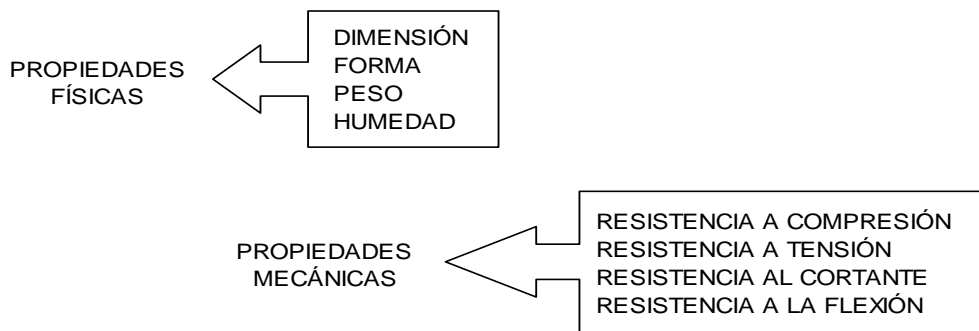 PROPIEDADES
FÍSICAS
DIMENSIÓN
FORMA
PESO
HUMEDAD
PROPIEDADES
MECÁNICAS
RESISTENCIA A COMPRESIÓN
RESISTENCIA A TENSIÓN
RESISTENCIA AL CORTANTE
RESISTENCIA A LA FLEXIÓN